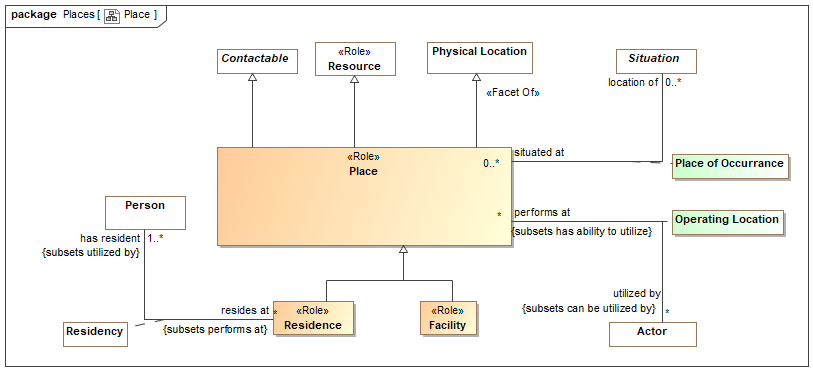 package Places [ Place ]
Contactable
«Role»
Resource
Physical Location
Situation
«Facet Of»
location of
0..*
«Role»
Place
0..*
situated at
Place of Occurrance
*
performs at
{subsets has ability to utilize}
Operating Location
Person
has resident
1..*
{subsets utilized by}
resides at
*
{subsets performs at}
Residency
«Role»
Residence
«Role»
Facility
utilized by
{subsets can be utilized by}
*
Actor